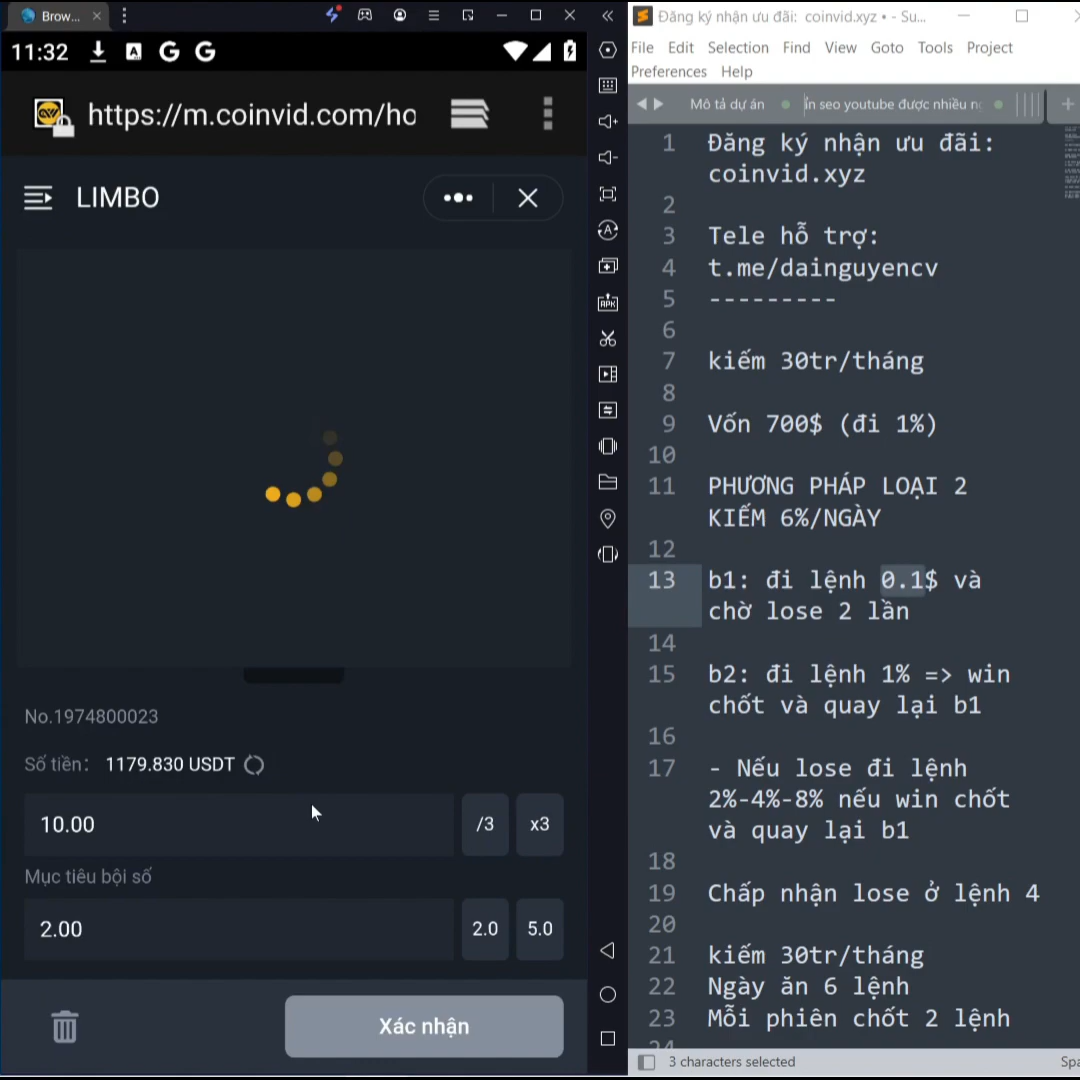 Brow...
11:32
https://m.coinvid.com/ho
LIMBO
No.1974800023
Số tiền: 1179.830 USDT
10.00
/3
x3
Mục tiêu bội số
2.00
2.0
5.0
Xác nhận
Đăng ký nhận ưu đãi: coinvid.xyz • - Su...
File Edit Selection Find View Goto Tools Project
Preferences Help
Mô tả dự án
ín seo youtube được nhiều
1 Đăng ký nhận ưu đãi:
coinvid.xyz
2
3 Tele hỗ trợ:
4 t.me/dainguyencv
5 ---------
6
7 kiếm 30tr/tháng
8
9 Vốn 700$ (đi 1%)
10
11 PHƯƠNG PHÁP LOẠI 2
KIẾM 6%/NGÀY
12
13 b1: đi lệnh 0.1$ và
chờ lose 2 lần
14
15 b2: đi lệnh 1% => win
chốt và quay lại b1
16
17 - Nếu lose đi lệnh
2%-4%-8% nếu win chốt
và quay lại b1
18
19 Chấp nhận lose ở lệnh 4
20
21 kiếm 30tr/tháng
22 Ngày ăn 6 lệnh
23 Mỗi phiên chốt 2 lệnh
24
3 characters selected
Spa